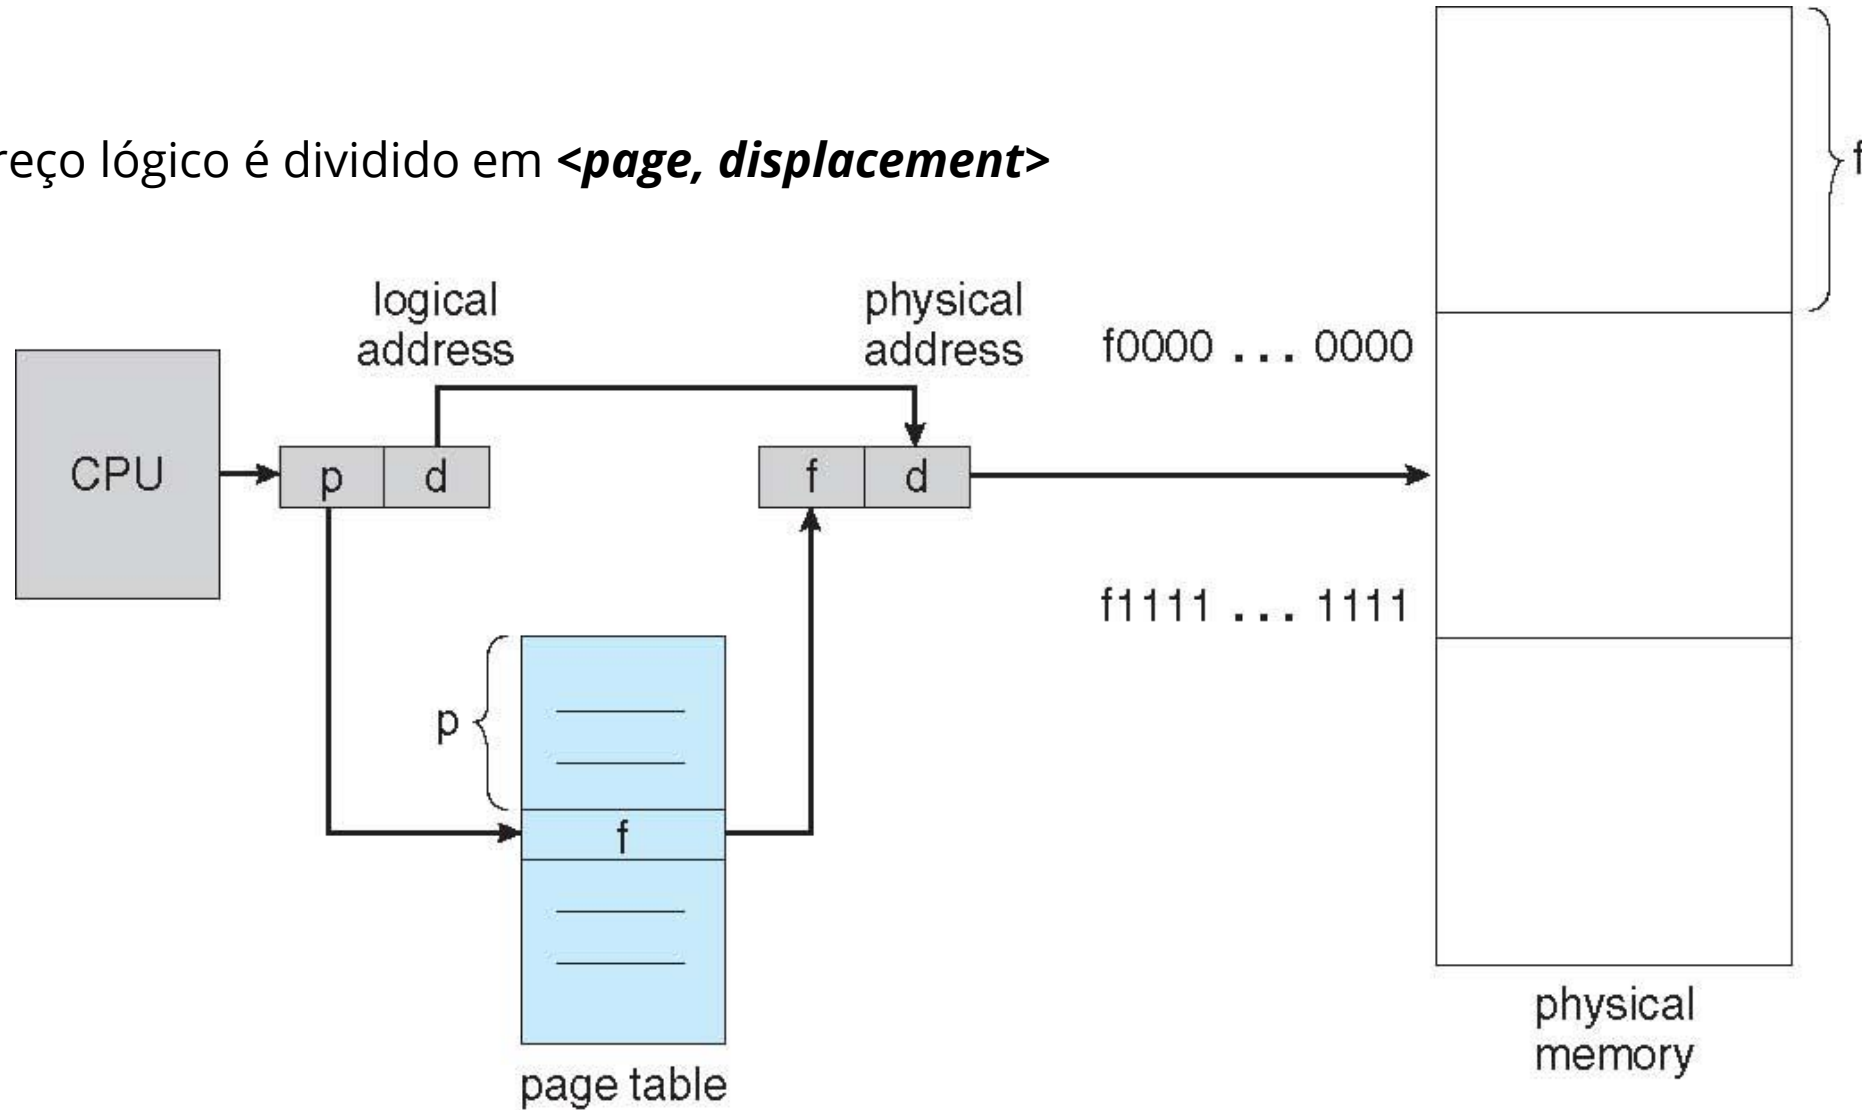 reço lógico é dividido em <page, displacement>
f
logical
address
physical
address
f0000 ... 0000
CPU
p
d
f
d
f1111 ... 1111
p
f
physical
memory
page table